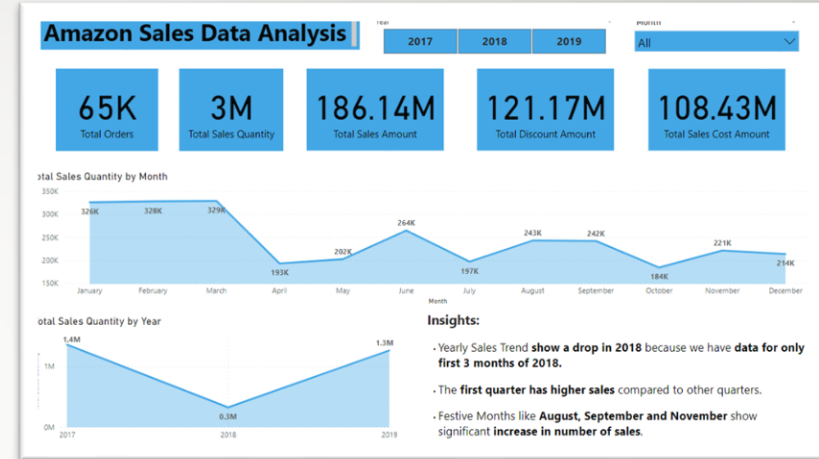 Amazon Sales Data Analysis
2017 2018 2019
All
65K
Total Orders
3M
Total Sales Quantity
186.14M
Total Sales Amount
121.17M
Total Discount Amount
108.43M
Total Sales Cost Amount
otal Sales Quantity by Month
350K
300K
250K
200K
150K
326K 328K 329K 193K 202K 264K 197K 243K 242K 184K 221K 214K
January February March April May June July August September October November December
Month
otal Sales Quantity by Year
1M
0M
1.4M 0.3M 1.3M
2017 2018 2019
Insights:
• Yearly Sales Trend show a drop in 2018 because we have data for only
first 3 months of 2018.
• The first quarter has higher sales compared to other quarters.
• Festive Months like August, September and November show
significant increase in number of sales.